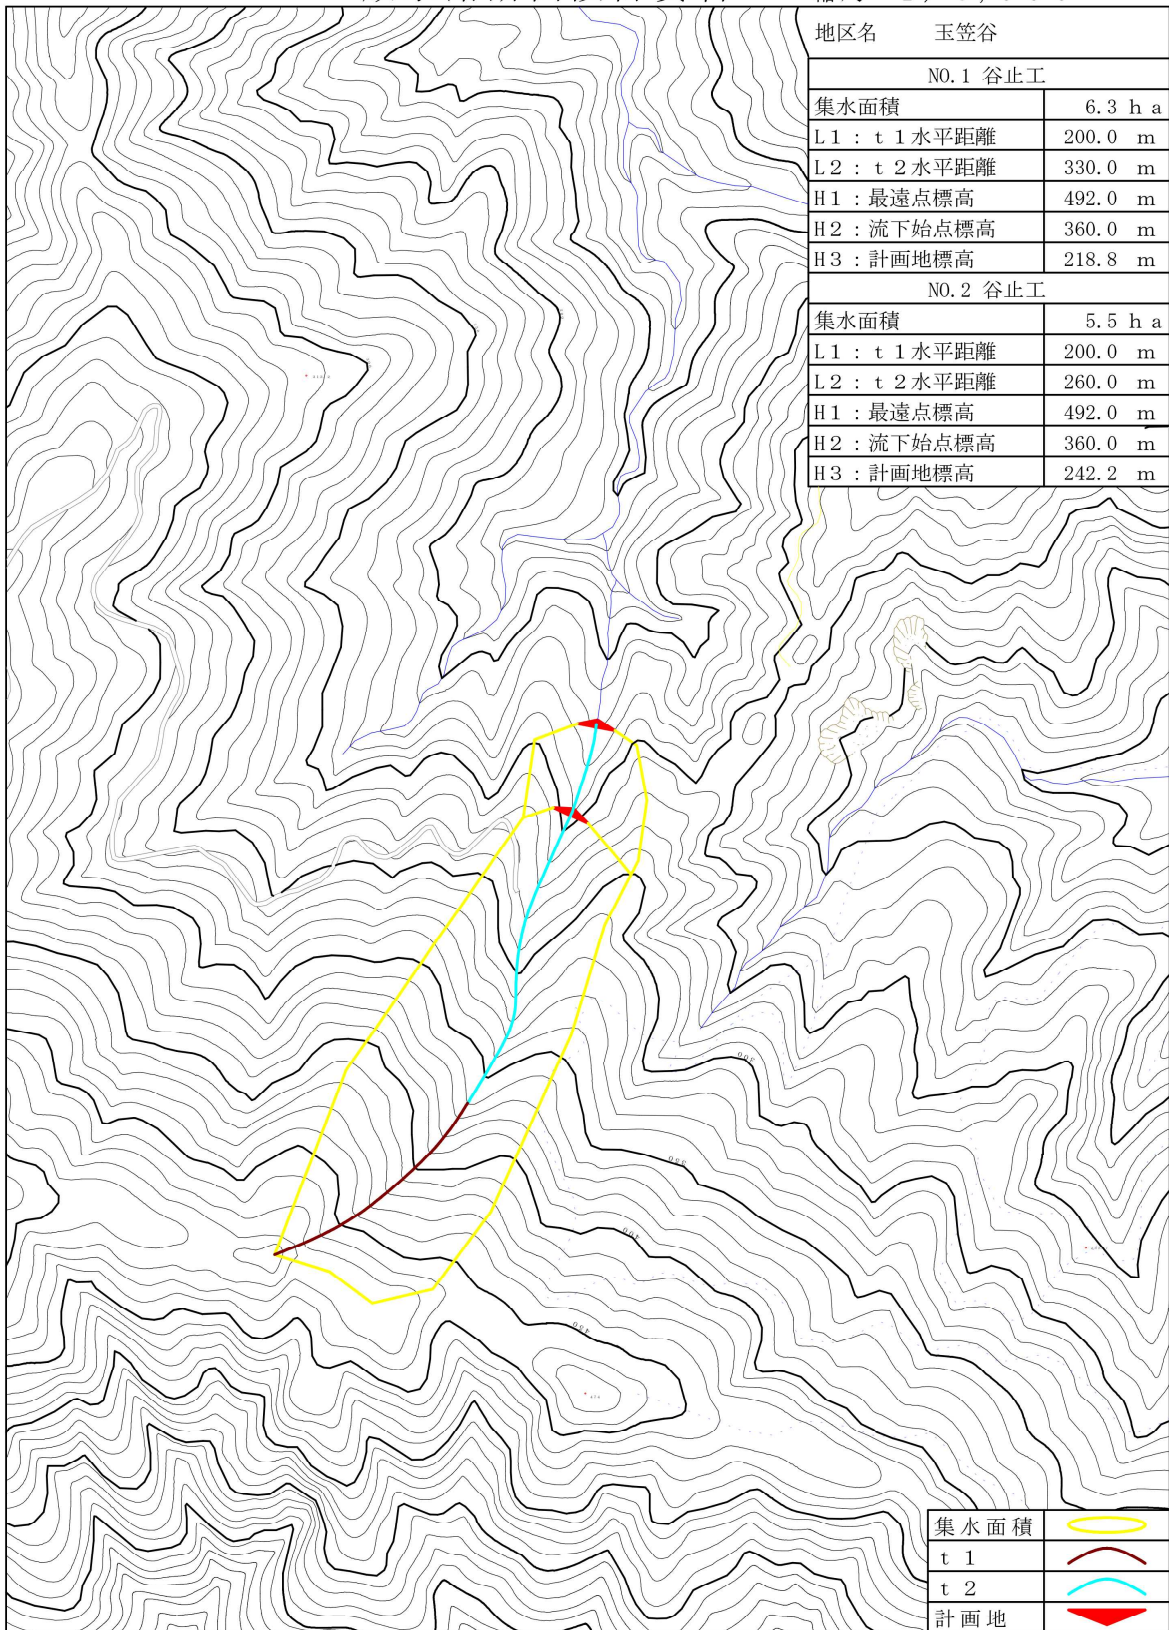 地区名 玉笠谷
NO.1 谷止工
集水面積 6.3 ha
L1：t1水平距離 200.0 m
L2：t2水平距離 330.0 m
H1：最遠点標高 492.0 m
H2：流下始点標高 360.0 m
H3：計画地標高 218.8 m
NO.2 谷止工
集水面積 5.5 ha
L1：t1水平距離 200.0 m
L2：t2水平距離 260.0 m
H1：最遠点標高 492.0 m
H2：流下始点標高 360.0 m
H3：計画地標高 242.2 m
300
350
400
450
集水面積
t 1
t 2
計画地